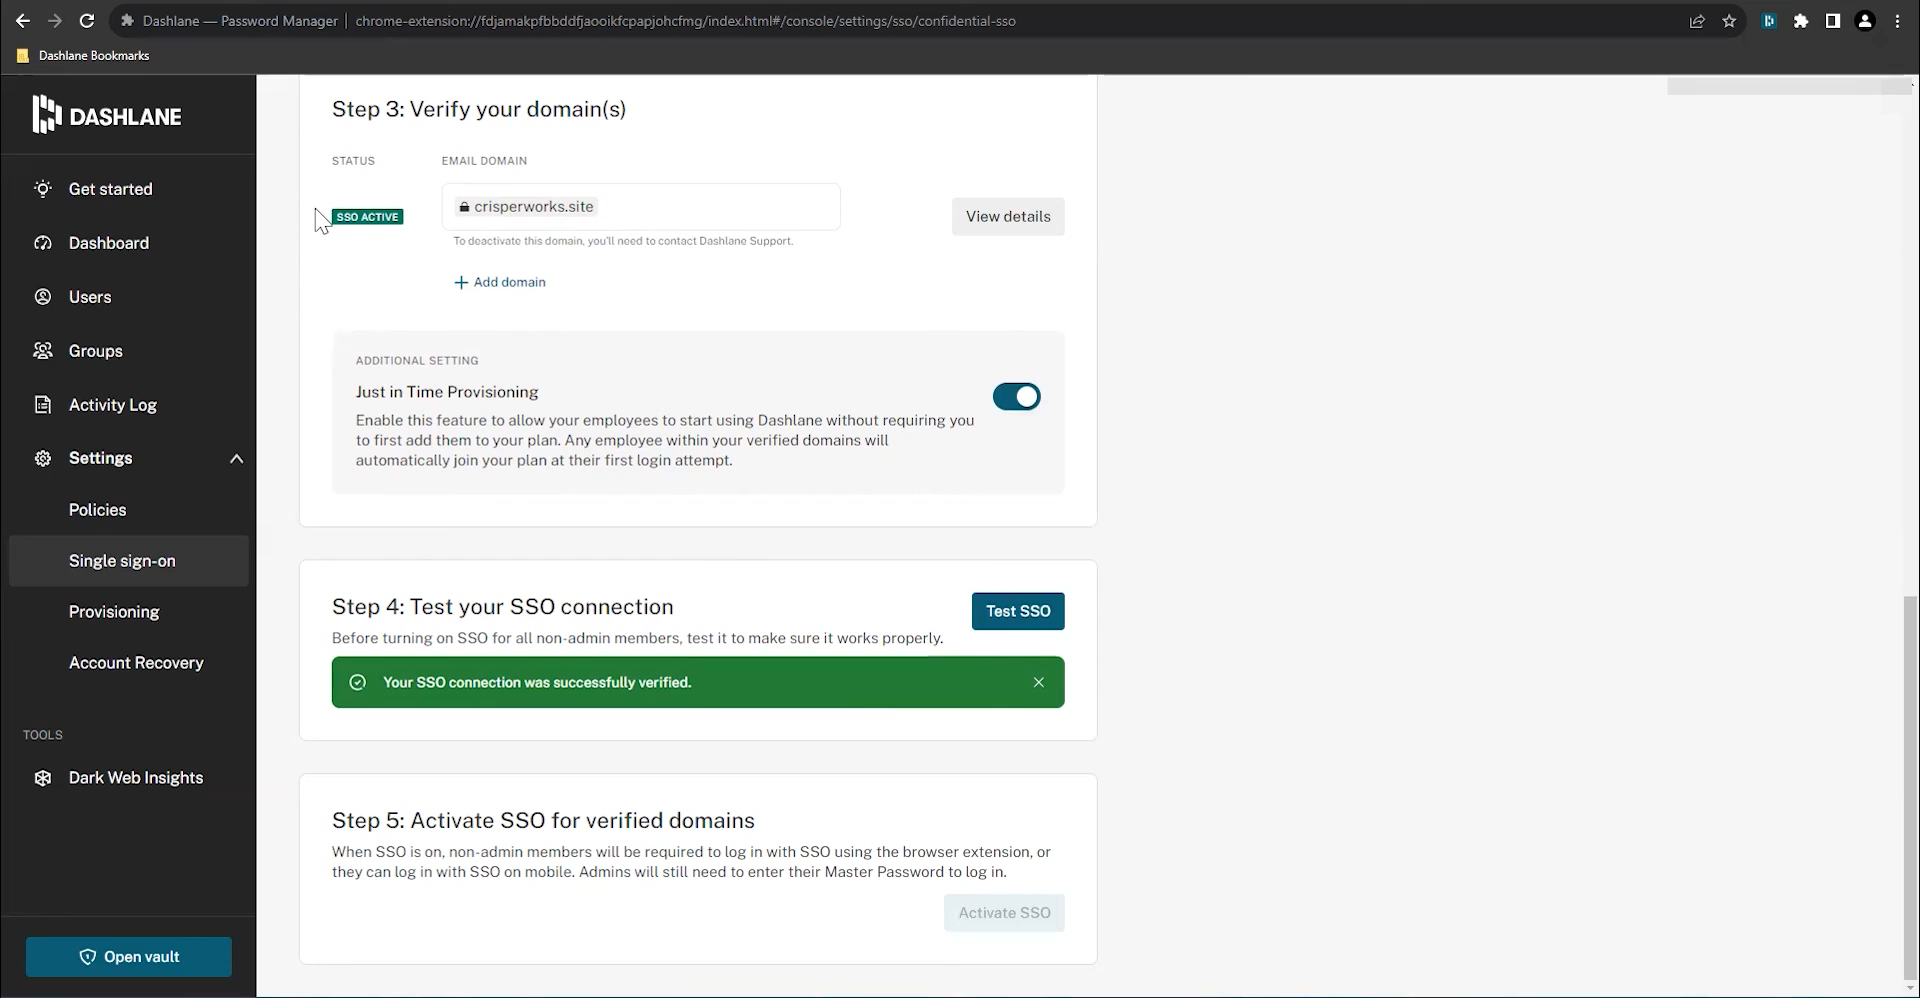 Dashlane — Password Manager
chrome-extension://fdjamakpfbbddfjaooikfcpapjohcfmg/index.html#/console/settings/sso/confidential-sso
Dashlane Bookmarks
DASHLANE
Get started
Dashboard
Users
Groups
Activity Log
Settings
Policies
Single sign-on
Provisioning
Account Recovery
TOOLS
Dark Web Insights
Open vault
Step 3: Verify your domain(s)
STATUS
EMAIL DOMAIN
SSO ACTIVE
crisperworks.site
View details
To deactivate this domain, you'll need to contact Dashlane Support.
Add domain
ADDITIONAL SETTING
Just in Time Provisioning
Enable this feature to allow your employees to start using Dashlane without requiring you
to first add them to your plan. Any employee within your verified domains will
automatically join your plan at their first login attempt.
Step 4: Test your SSO connection
Test SSO
Before turning on SSO for all non-admin members, test it to make sure it works properly.
Your SSO connection was successfully verified.
Step 5: Activate SSO for verified domains
When SSO is on, non-admin members will be required to log in with SSO using the browser extension, or
they can log in with SSO on mobile. Admins will still need to enter their Master Password to log in.
Activate SSO